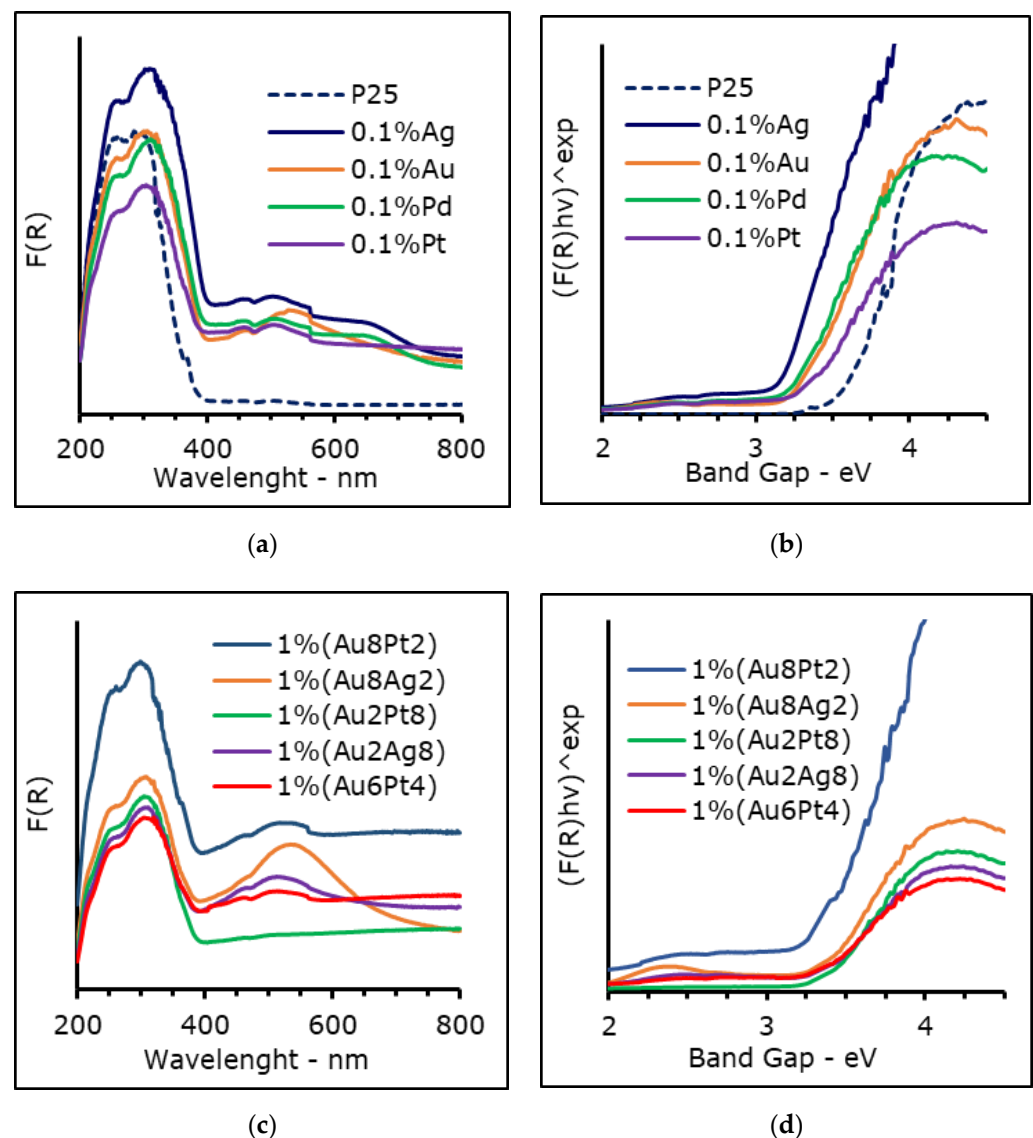 F(R)
P25
0.1%Ag
0.1%Au
0.1%Pd
0.1%Pt
200 400 600 800
Wavelenght - nm
(a)
(F(R)hv)^exp
P25
0.1%Ag
0.1%Au
0.1%Pd
0.1%Pt
2 3 4
Band Gap - eV
(b)
F(R)
1%(Au8Pt2)
1%(Au8Ag2)
1%(Au2Pt8)
1%(Au2Ag8)
1%(Au6Pt4)
200 400 600 800
Wavelenght - nm
(c)
(F(R)hv)^exp
1%(Au8Pt2)
1%(Au8Ag2)
1%(Au2Pt8)
1%(Au2Ag8)
1%(Au6Pt4)
2 3 4
Band Gap - eV
(d)